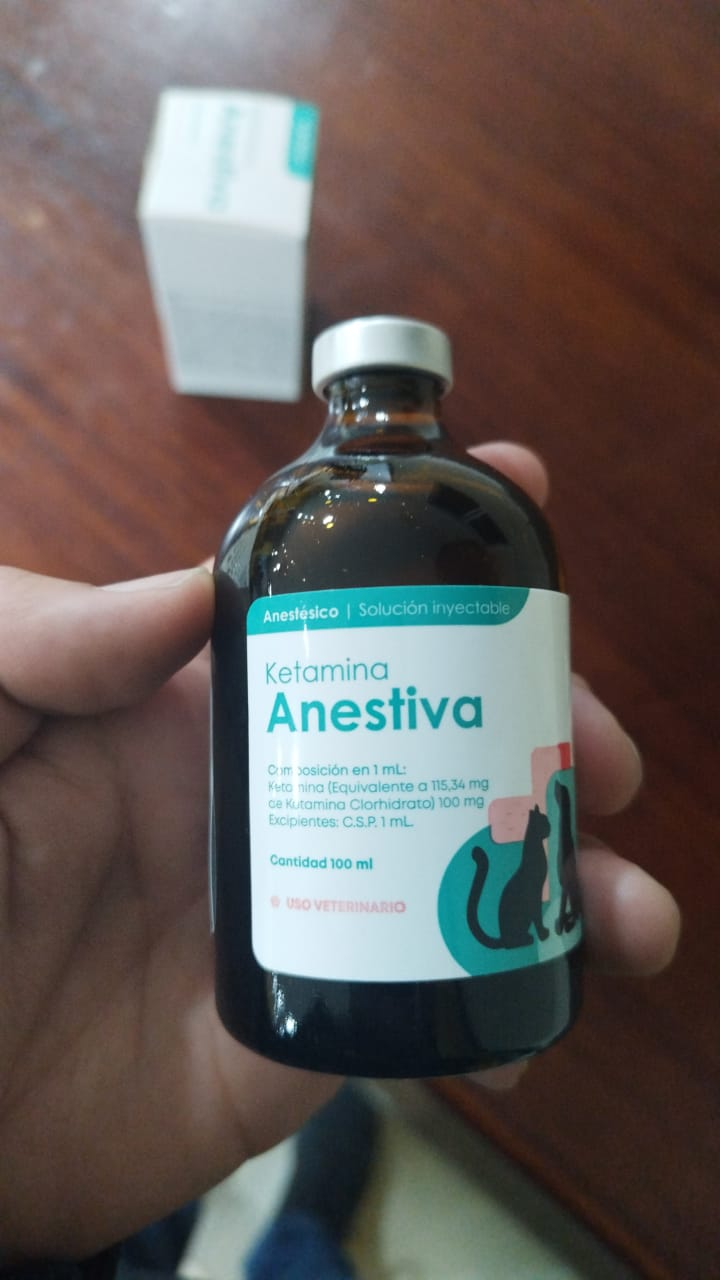 Anestiva
Anestésico | Solución inyectable
Ketamina
Anestiva
Composición en 1 mL:
Ketamina (Equivalente a 115,34 mg
de Ketamina Clorhidrato) 100 mg
Excipientes: C.S.P. 1 mL.
Cantidad 100 ml
USO VETERINARIO